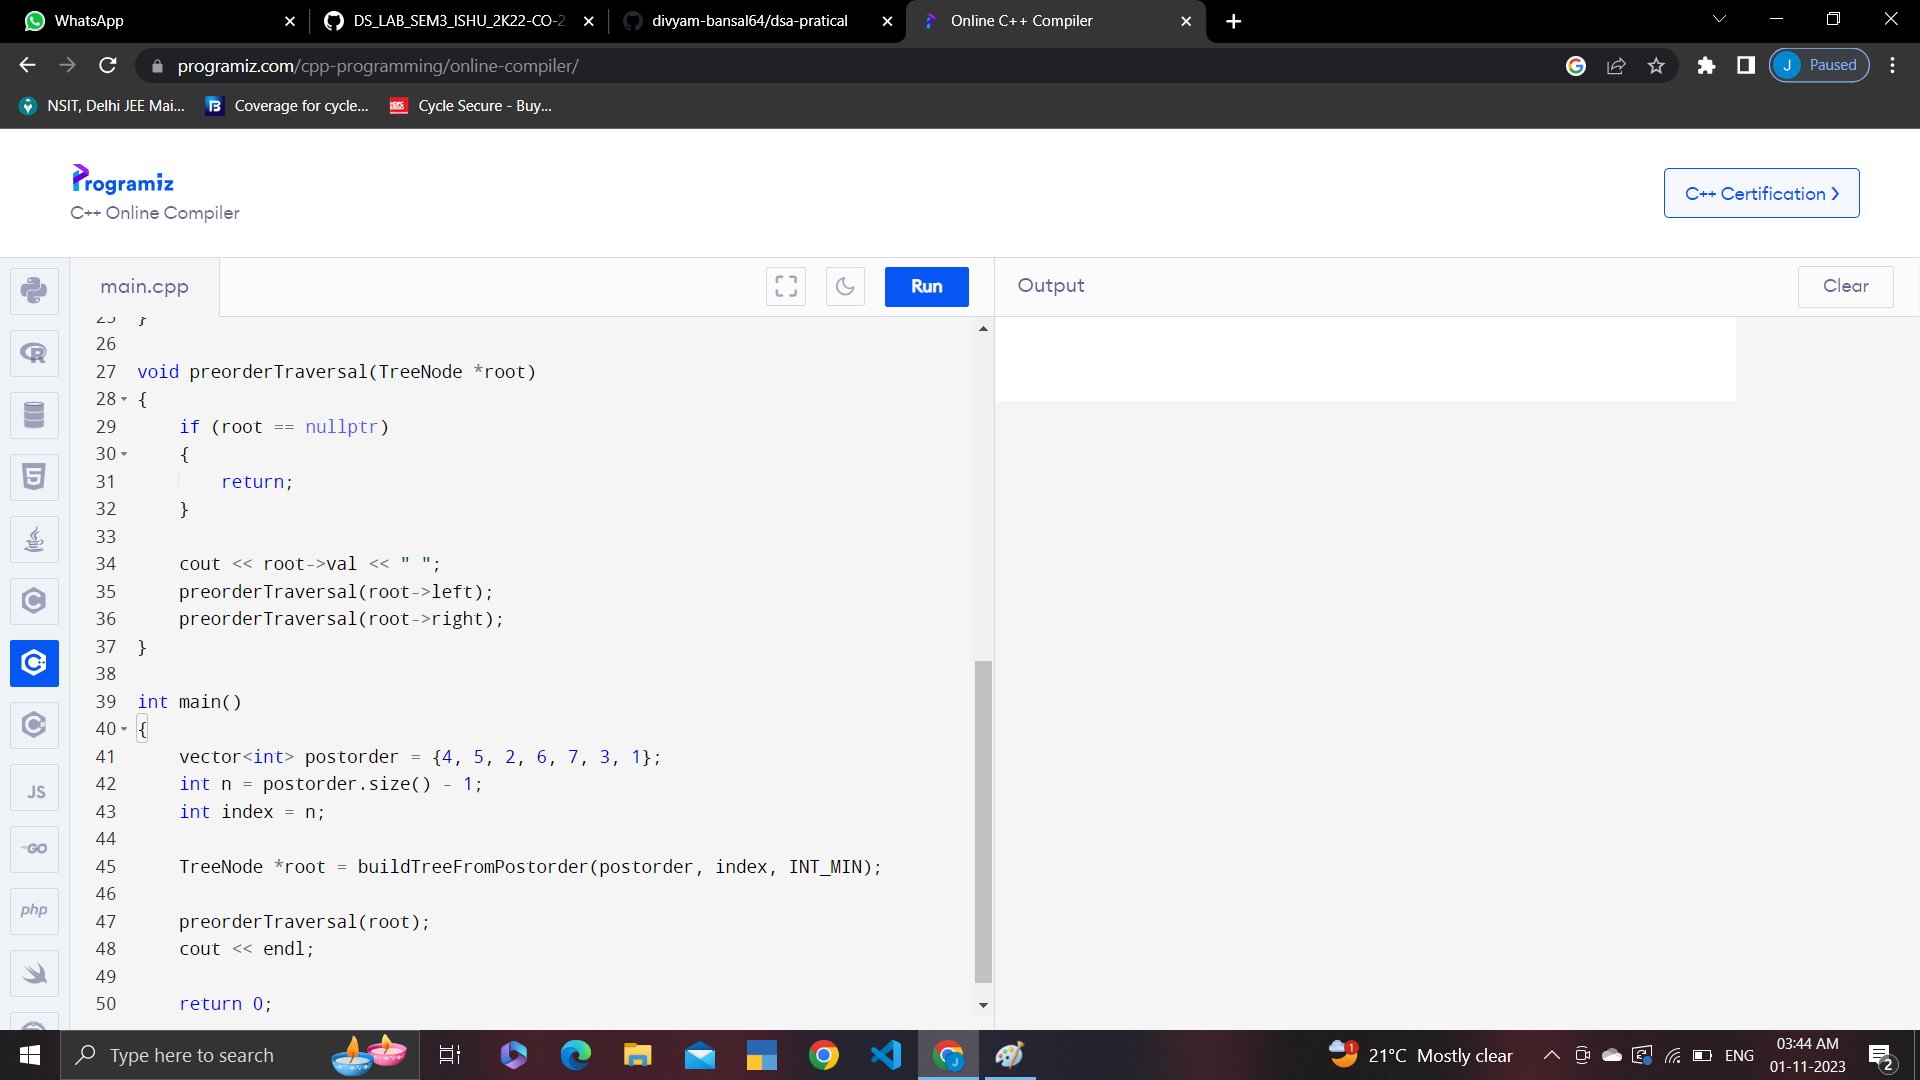 WhatsApp
DS_LAB_SEM3_ISHU_2K22-CO-2
divyam-bansal64/dsa-pratical
Online C++ Compiler
programiz.com/cpp-programming/online-compiler/
J Paused
NSIT, Delhi JEE Mai...
Coverage for cycle...
Cycle Secure - Buy...
Programiz
C++ Online Compiler
C++ Certification
main.cpp
Run
Output
Clear
25 }
26
27 void preorderTraversal(TreeNode *root)
28 {
29     if (root == nullptr)
30     {
31         return;
32     }
33
34     cout << root->val << " ";
35     preorderTraversal(root->left);
36     preorderTraversal(root->right);
37 }
38
39 int main()
40 {
41     vector<int> postorder = {4, 5, 2, 6, 7, 3, 1};
42     int n = postorder.size() - 1;
43     int index = n;
44
45     TreeNode *root = buildTreeFromPostorder(postorder, index, INT_MIN);
46
47     preorderTraversal(root);
48     cout << endl;
49
50     return 0;
JS
GO
php
Type here to search
1
21°C Mostly clear
ENG
03:44 AM
01-11-2023
2